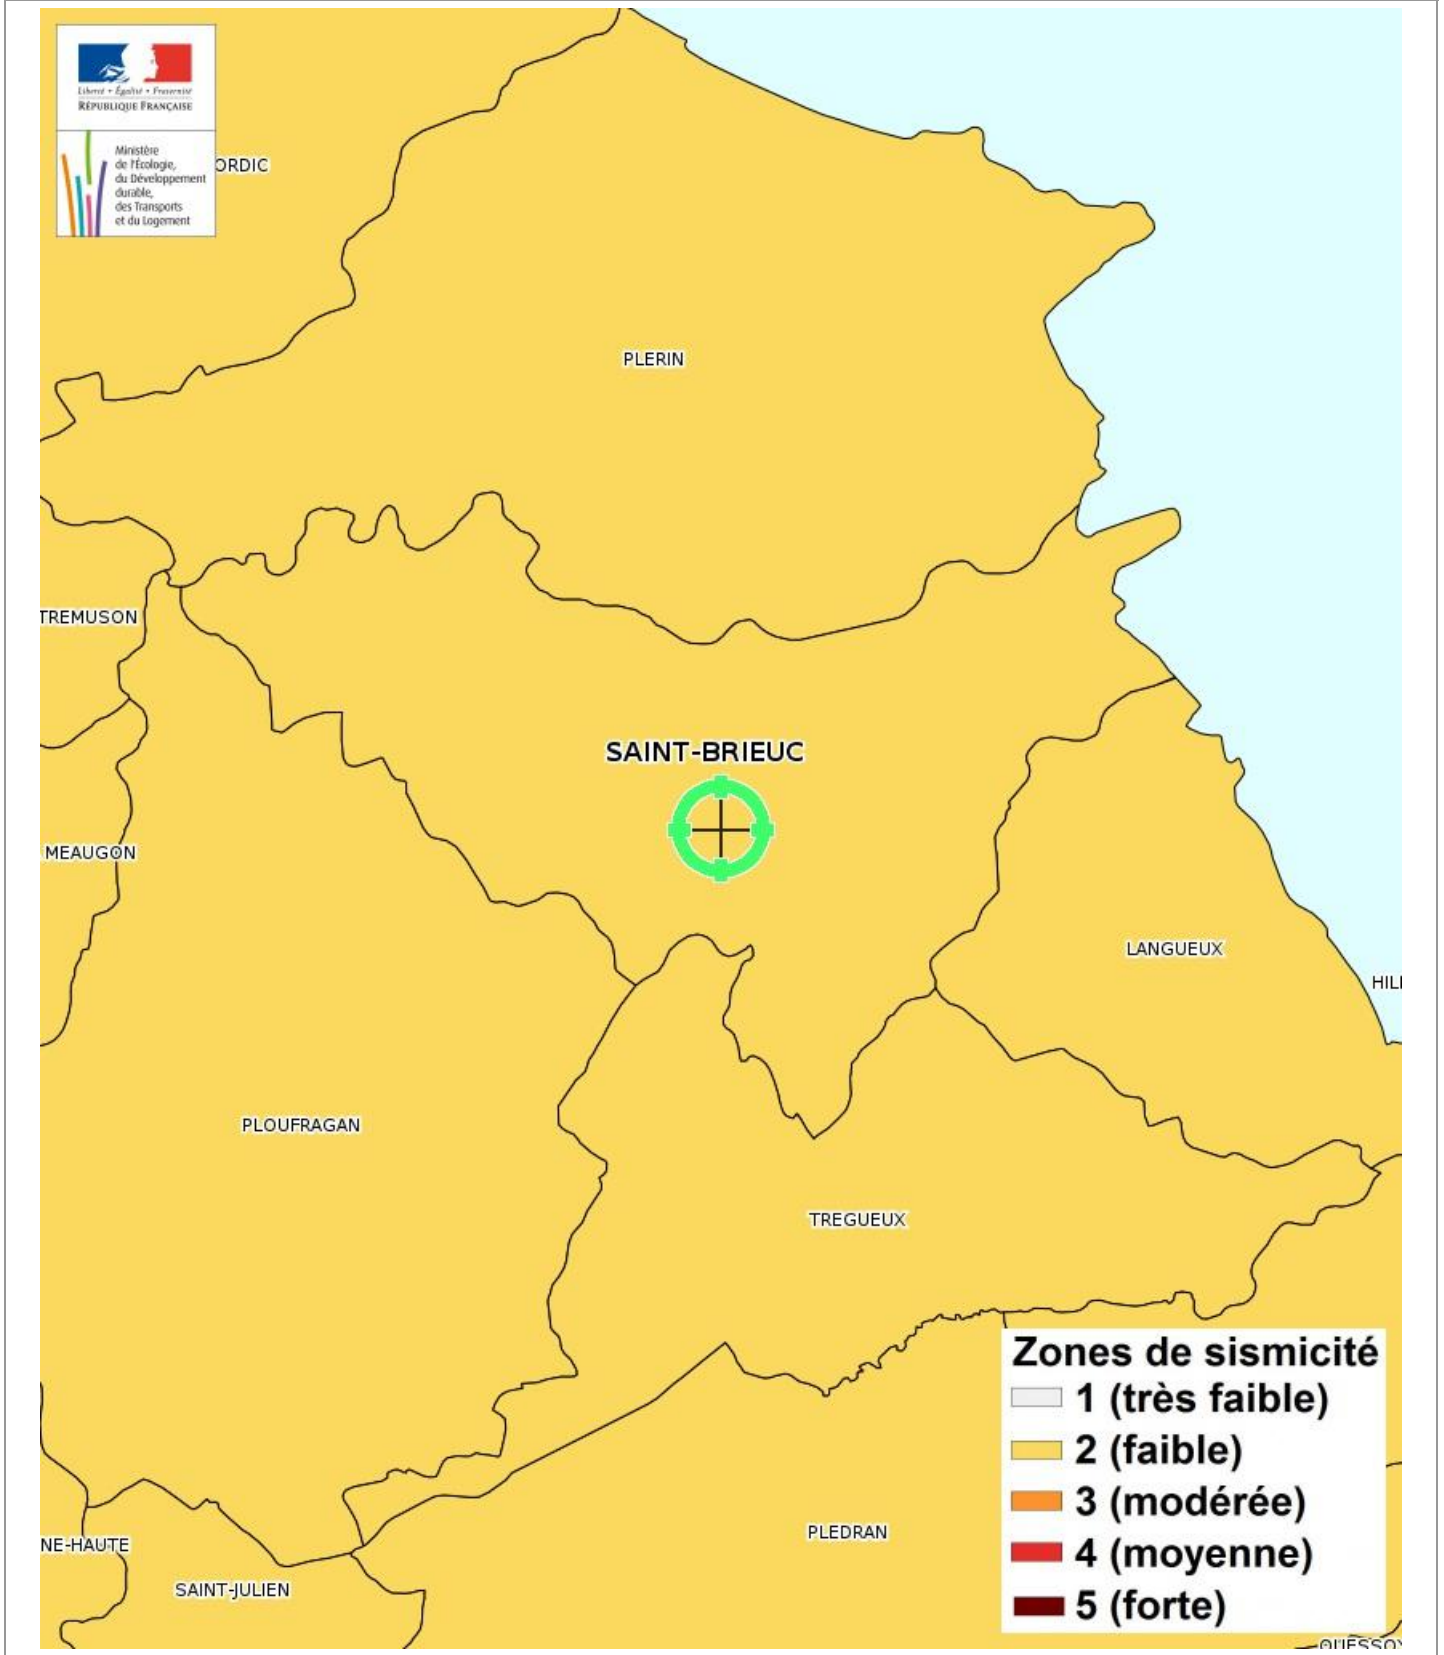 Liberté • Égalité • Fraternité
RÉPUBLIQUE FRANÇAISE
Ministère
de l'Écologie,
du Développement
durable,
des Transports
et du Logement
ORDIC
PLERIN
TREMUSON
SAINT-BRIEUC
MEAUGON
LANGUEUX
HILI
PLOUFRAGAN
TREGUEUX
Zones de sismicité
1 (très faible)
2 (faible)
3 (modérée)
4 (moyenne)
5 (forte)
PLEDRAN
NE-HAUTE
SAINT-JULIEN
QUESSOY